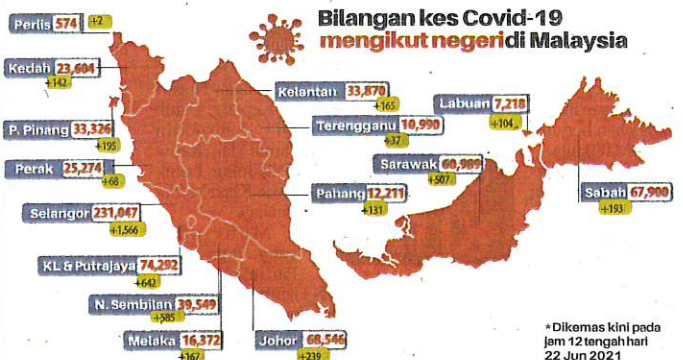 Bilangan kes Covid-19
mengikut negeri di Malaysia
Perlis 574 +2
Kedah 23,604
+142
P. Pinang 33,326
+195
Perak 25,274
+68
Selangor 231,047
+1,566
KL & Putrajaya 74,292
+642
N. Sembilan 39,549
+585
Melaka 16,372
+167
Johor 68,546
+239
Kelantan 33,870
+165
Terengganu 10,990
+37
Pahang 12,211
+131
Labuan 7,218
+104
Sarawak 60,989
+507
Sabah 67,900
+193
*Dikemas kini pada
jam 12 tengah hari
22 Jun 2021